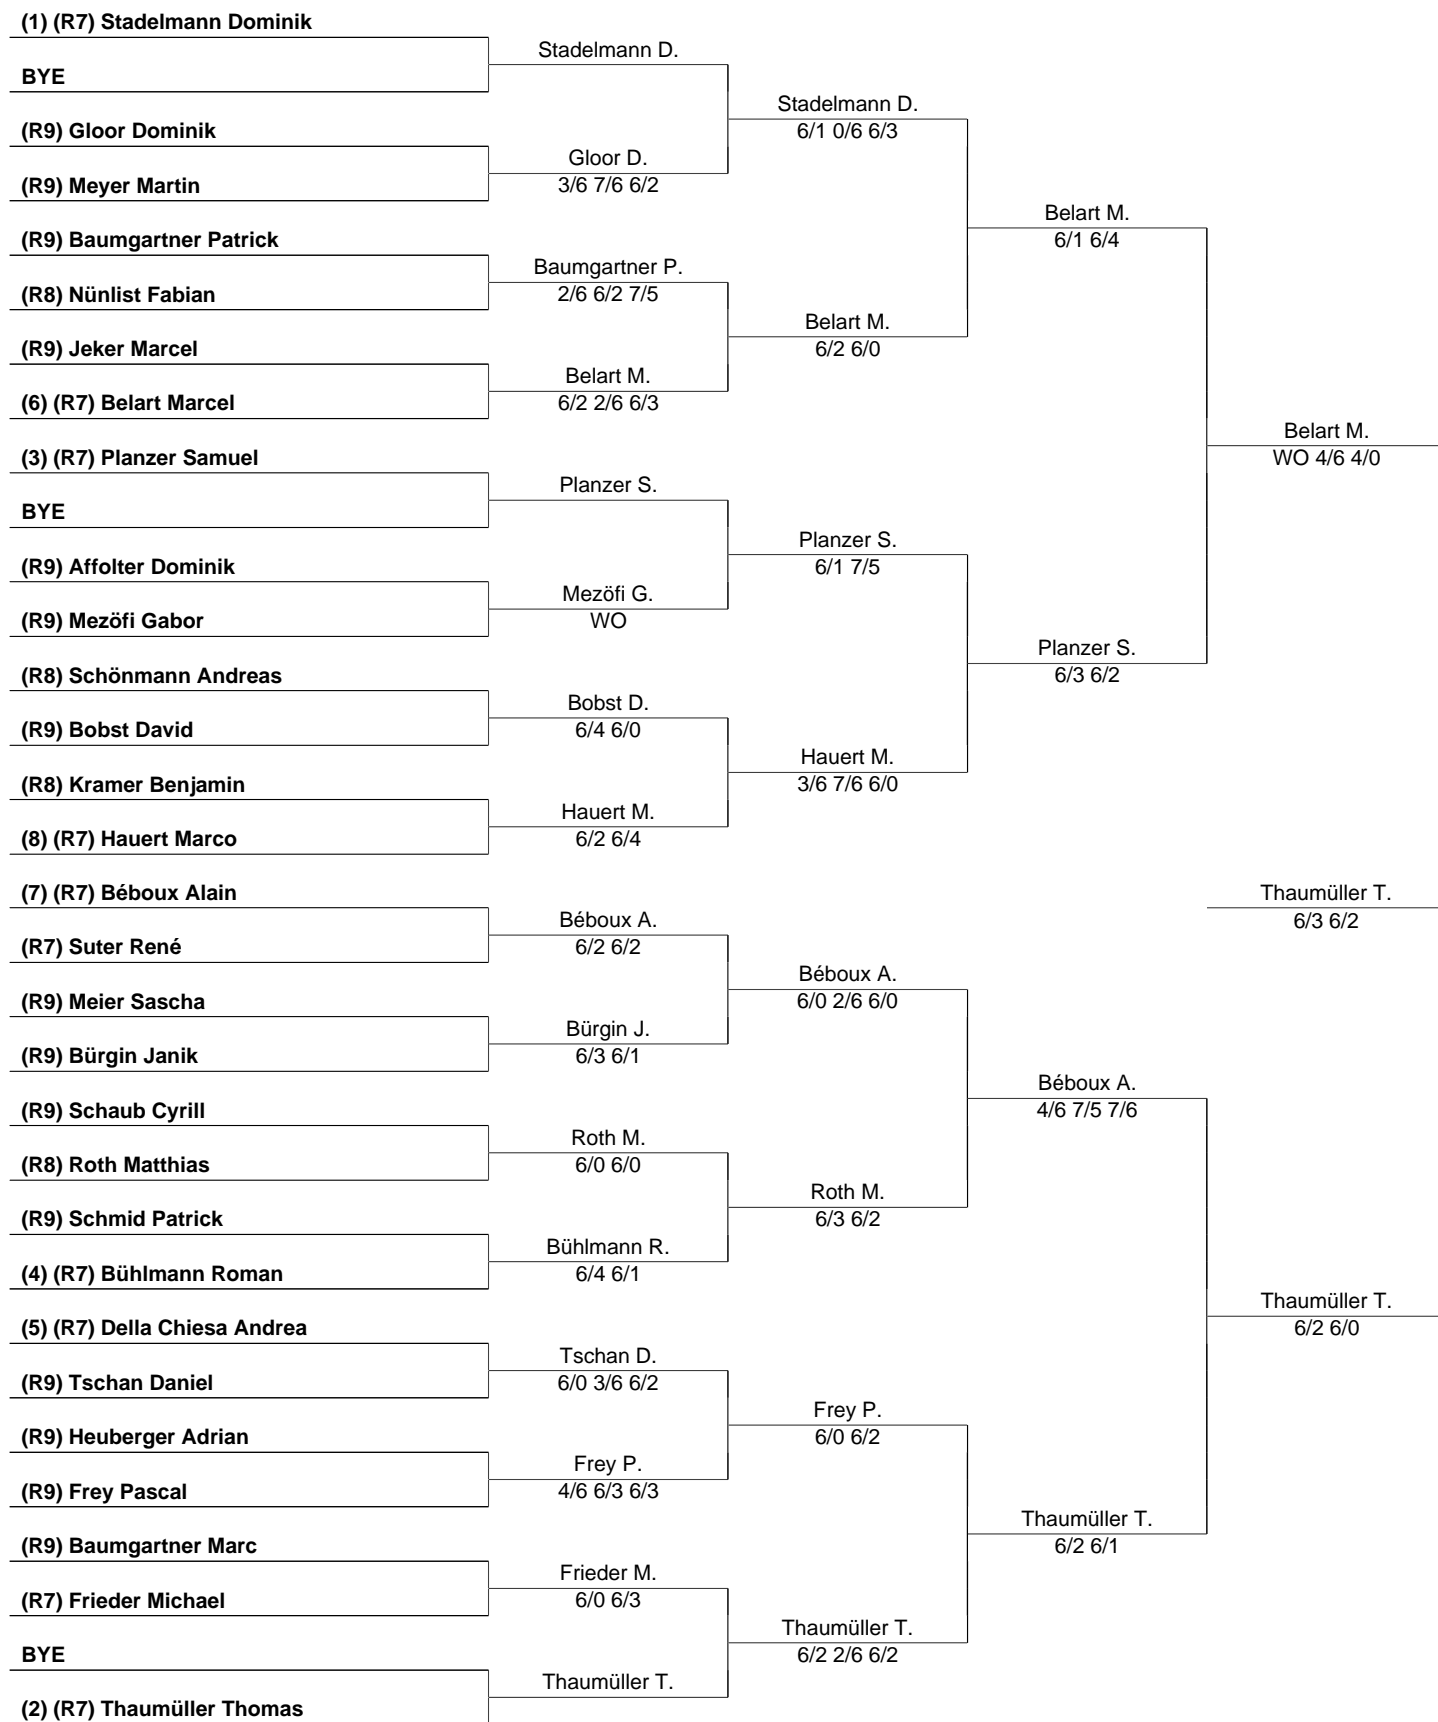 (1) (R7) Stadelmann Dominik
Stadelmann D.
BYE
Stadelmann D.
6/1 0/6 6/3
(R9) Gloor Dominik
Gloor D.
3/6 7/6 6/2
(R9) Meyer Martin
Belart M.
6/1 6/4
(R9) Baumgartner Patrick
Baumgartner P.
2/6 6/2 7/5
(R8) Nünlist Fabian
Belart M.
6/2 6/0
(R9) Jeker Marcel
Belart M.
6/2 2/6 6/3
(6) (R7) Belart Marcel
Belart M.
WO 4/6 4/0
(3) (R7) Planzer Samuel
Planzer S.
BYE
Planzer S.
6/1 7/5
(R9) Affolter Dominik
Mezöfi G.
WO
(R9) Mezöfi Gabor
Planzer S.
6/3 6/2
(R8) Schönmann Andreas
Bobst D.
6/4 6/0
(R9) Bobst David
Hauert M.
3/6 7/6 6/0
(R8) Kramer Benjamin
Hauert M.
6/2 6/4
(8) (R7) Hauert Marco
(7) (R7) Béboux Alain
Thaumüller T.
6/3 6/2
Béboux A.
6/2 6/2
(R7) Suter René
Béboux A.
6/0 2/6 6/0
(R9) Meier Sascha
Bürgin J.
6/3 6/1
(R9) Bürgin Janik
Béboux A.
4/6 7/5 7/6
(R9) Schaub Cyrill
Roth M.
6/0 6/0
(R8) Roth Matthias
Roth M.
6/3 6/2
(R9) Schmid Patrick
Bühlmann R.
6/4 6/1
(4) (R7) Bühlmann Roman
Thaumüller T.
6/2 6/0
(5) (R7) Della Chiesa Andrea
Tschan D.
6/0 3/6 6/2
(R9) Tschan Daniel
Frey P.
6/0 6/2
(R9) Heuberger Adrian
Frey P.
4/6 6/3 6/3
(R9) Frey Pascal
Thaumüller T.
6/2 6/1
(R9) Baumgartner Marc
Frieder M.
6/0 6/3
(R7) Frieder Michael
Thaumüller T.
6/2 2/6 6/2
BYE
Thaumüller T.
(2) (R7) Thaumüller Thomas